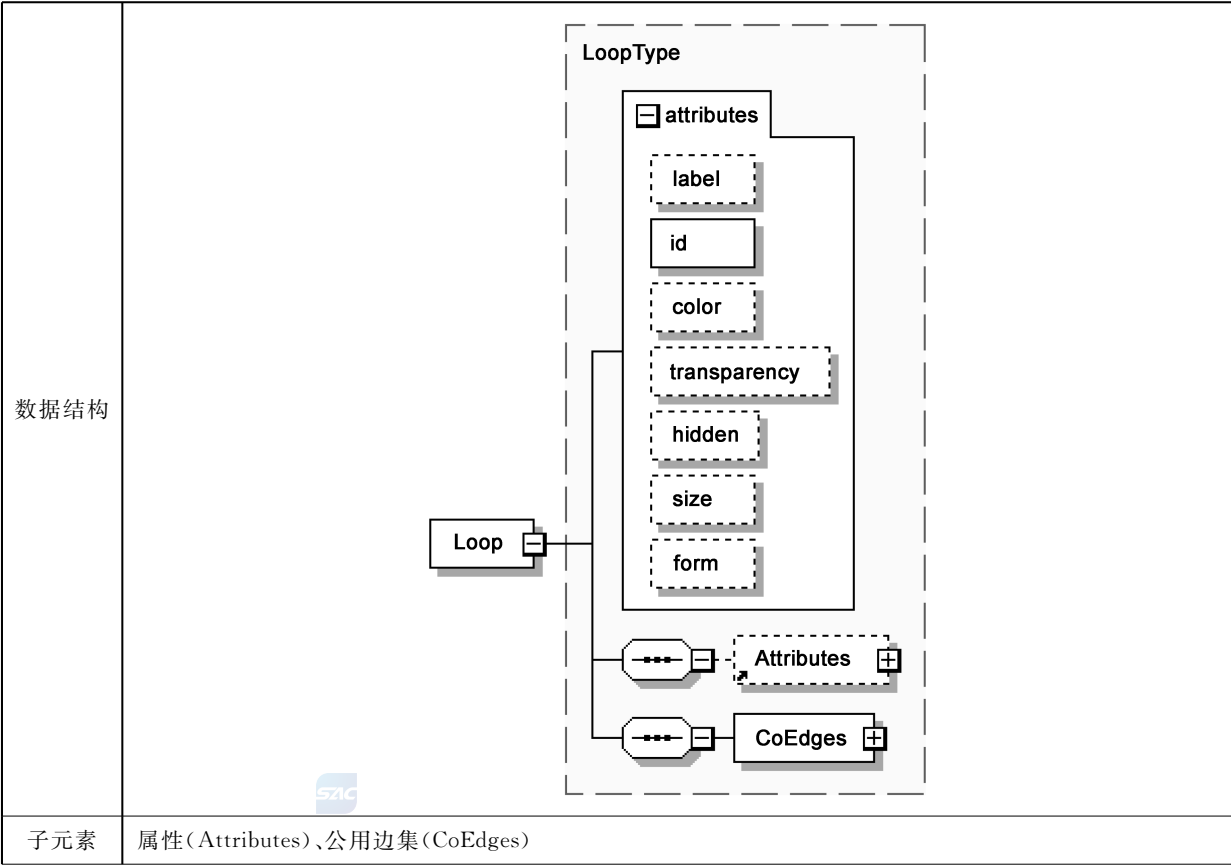 LoopType
attributes
label
id
color
transparency
hidden
size
form
数据结构
Loop
Attributes
CoEdges
SAC
子元素 属性(Attributes)、公用边集(CoEdges)